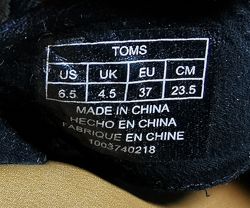 TOMS
US UK EU CM
6.5 4.5 37 23.5
MADE IN CHINA
HECHO EN CHINA
FABRIQUE EN CHINE
1003740218